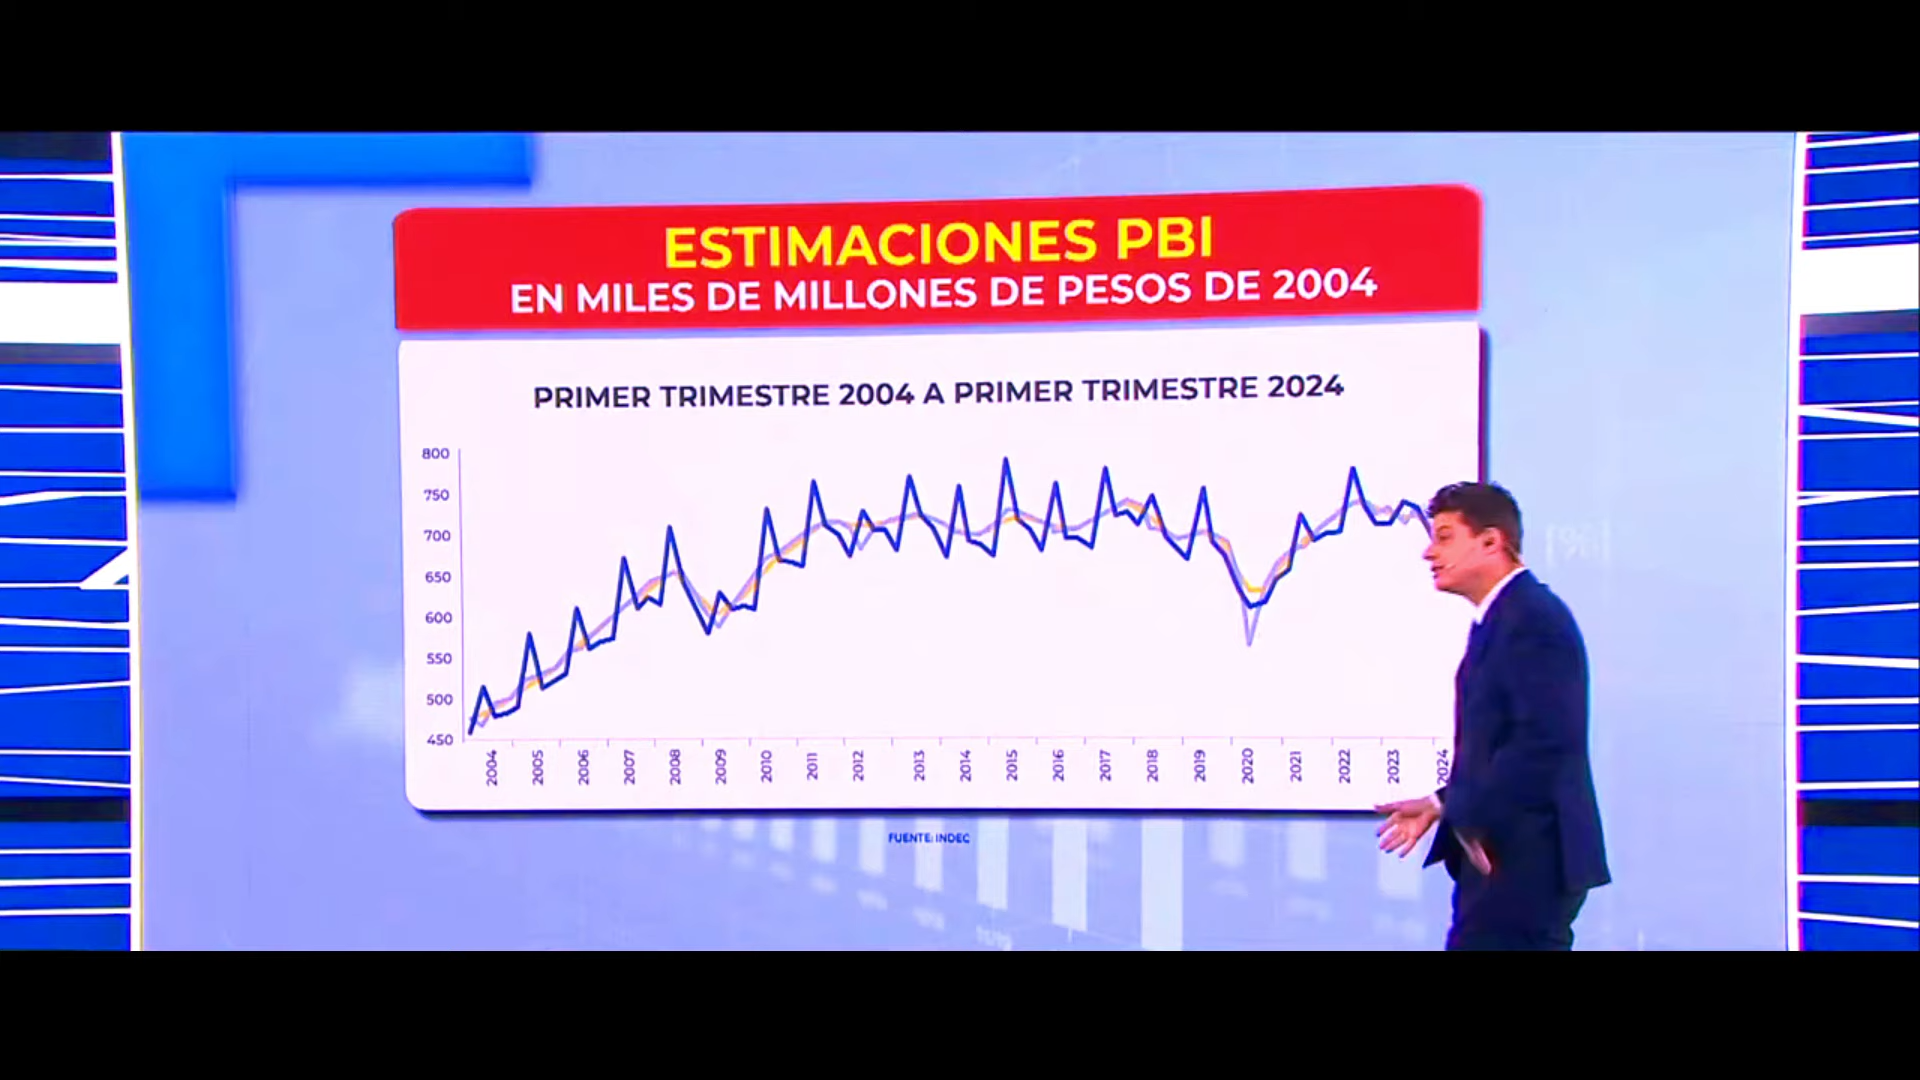 ESTIMACIONES PBI
EN MILES DE MILLONES DE PESOS DE 2004
PRIMER TRIMESTRE 2004 A PRIMER TRIMESTRE 2024
800
750
700
650
600
550
500
450
2004 2005 2006 2007 2008 2009 2010 2011 2012 2013 2014 2015 2016 2017 2018 2019 2020 2021 2022 2023 2024
FUENTE: INDEC